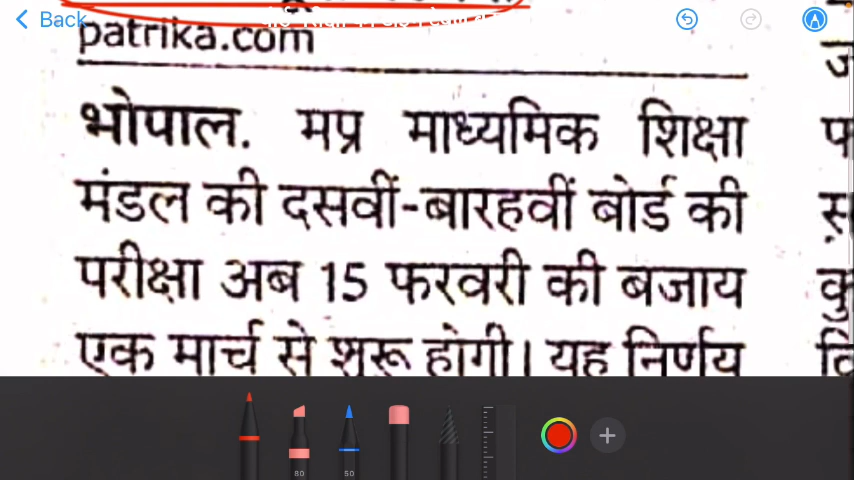 Back
patrika.com
भोपाल. मप्र माध्यमिक शिक्षा
मंडल की दसवीं-बारहवीं बोर्ड की
परीक्षा अब 15 फरवरी की बजाय
एक मार्च से शुरू होगी। यह निर्णय
80
50